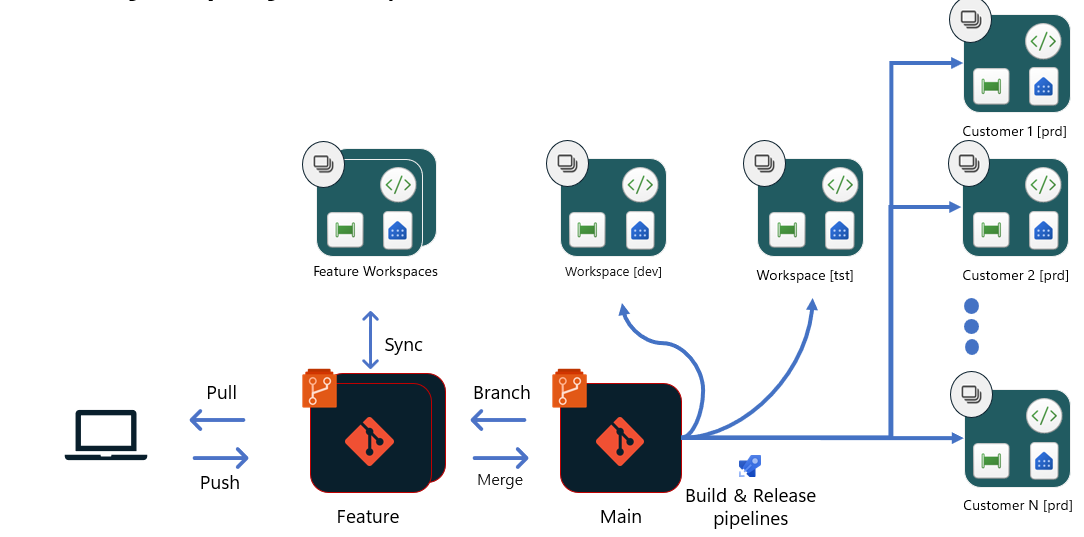 Customer 1 [prd]
Feature Workspaces
Workspace [dev]
Workspace [tst]
Customer 2 [prd]
Sync
Pull
Branch
Push
Merge
Build & Release
pipelines
Feature
Main
Customer N [prd]